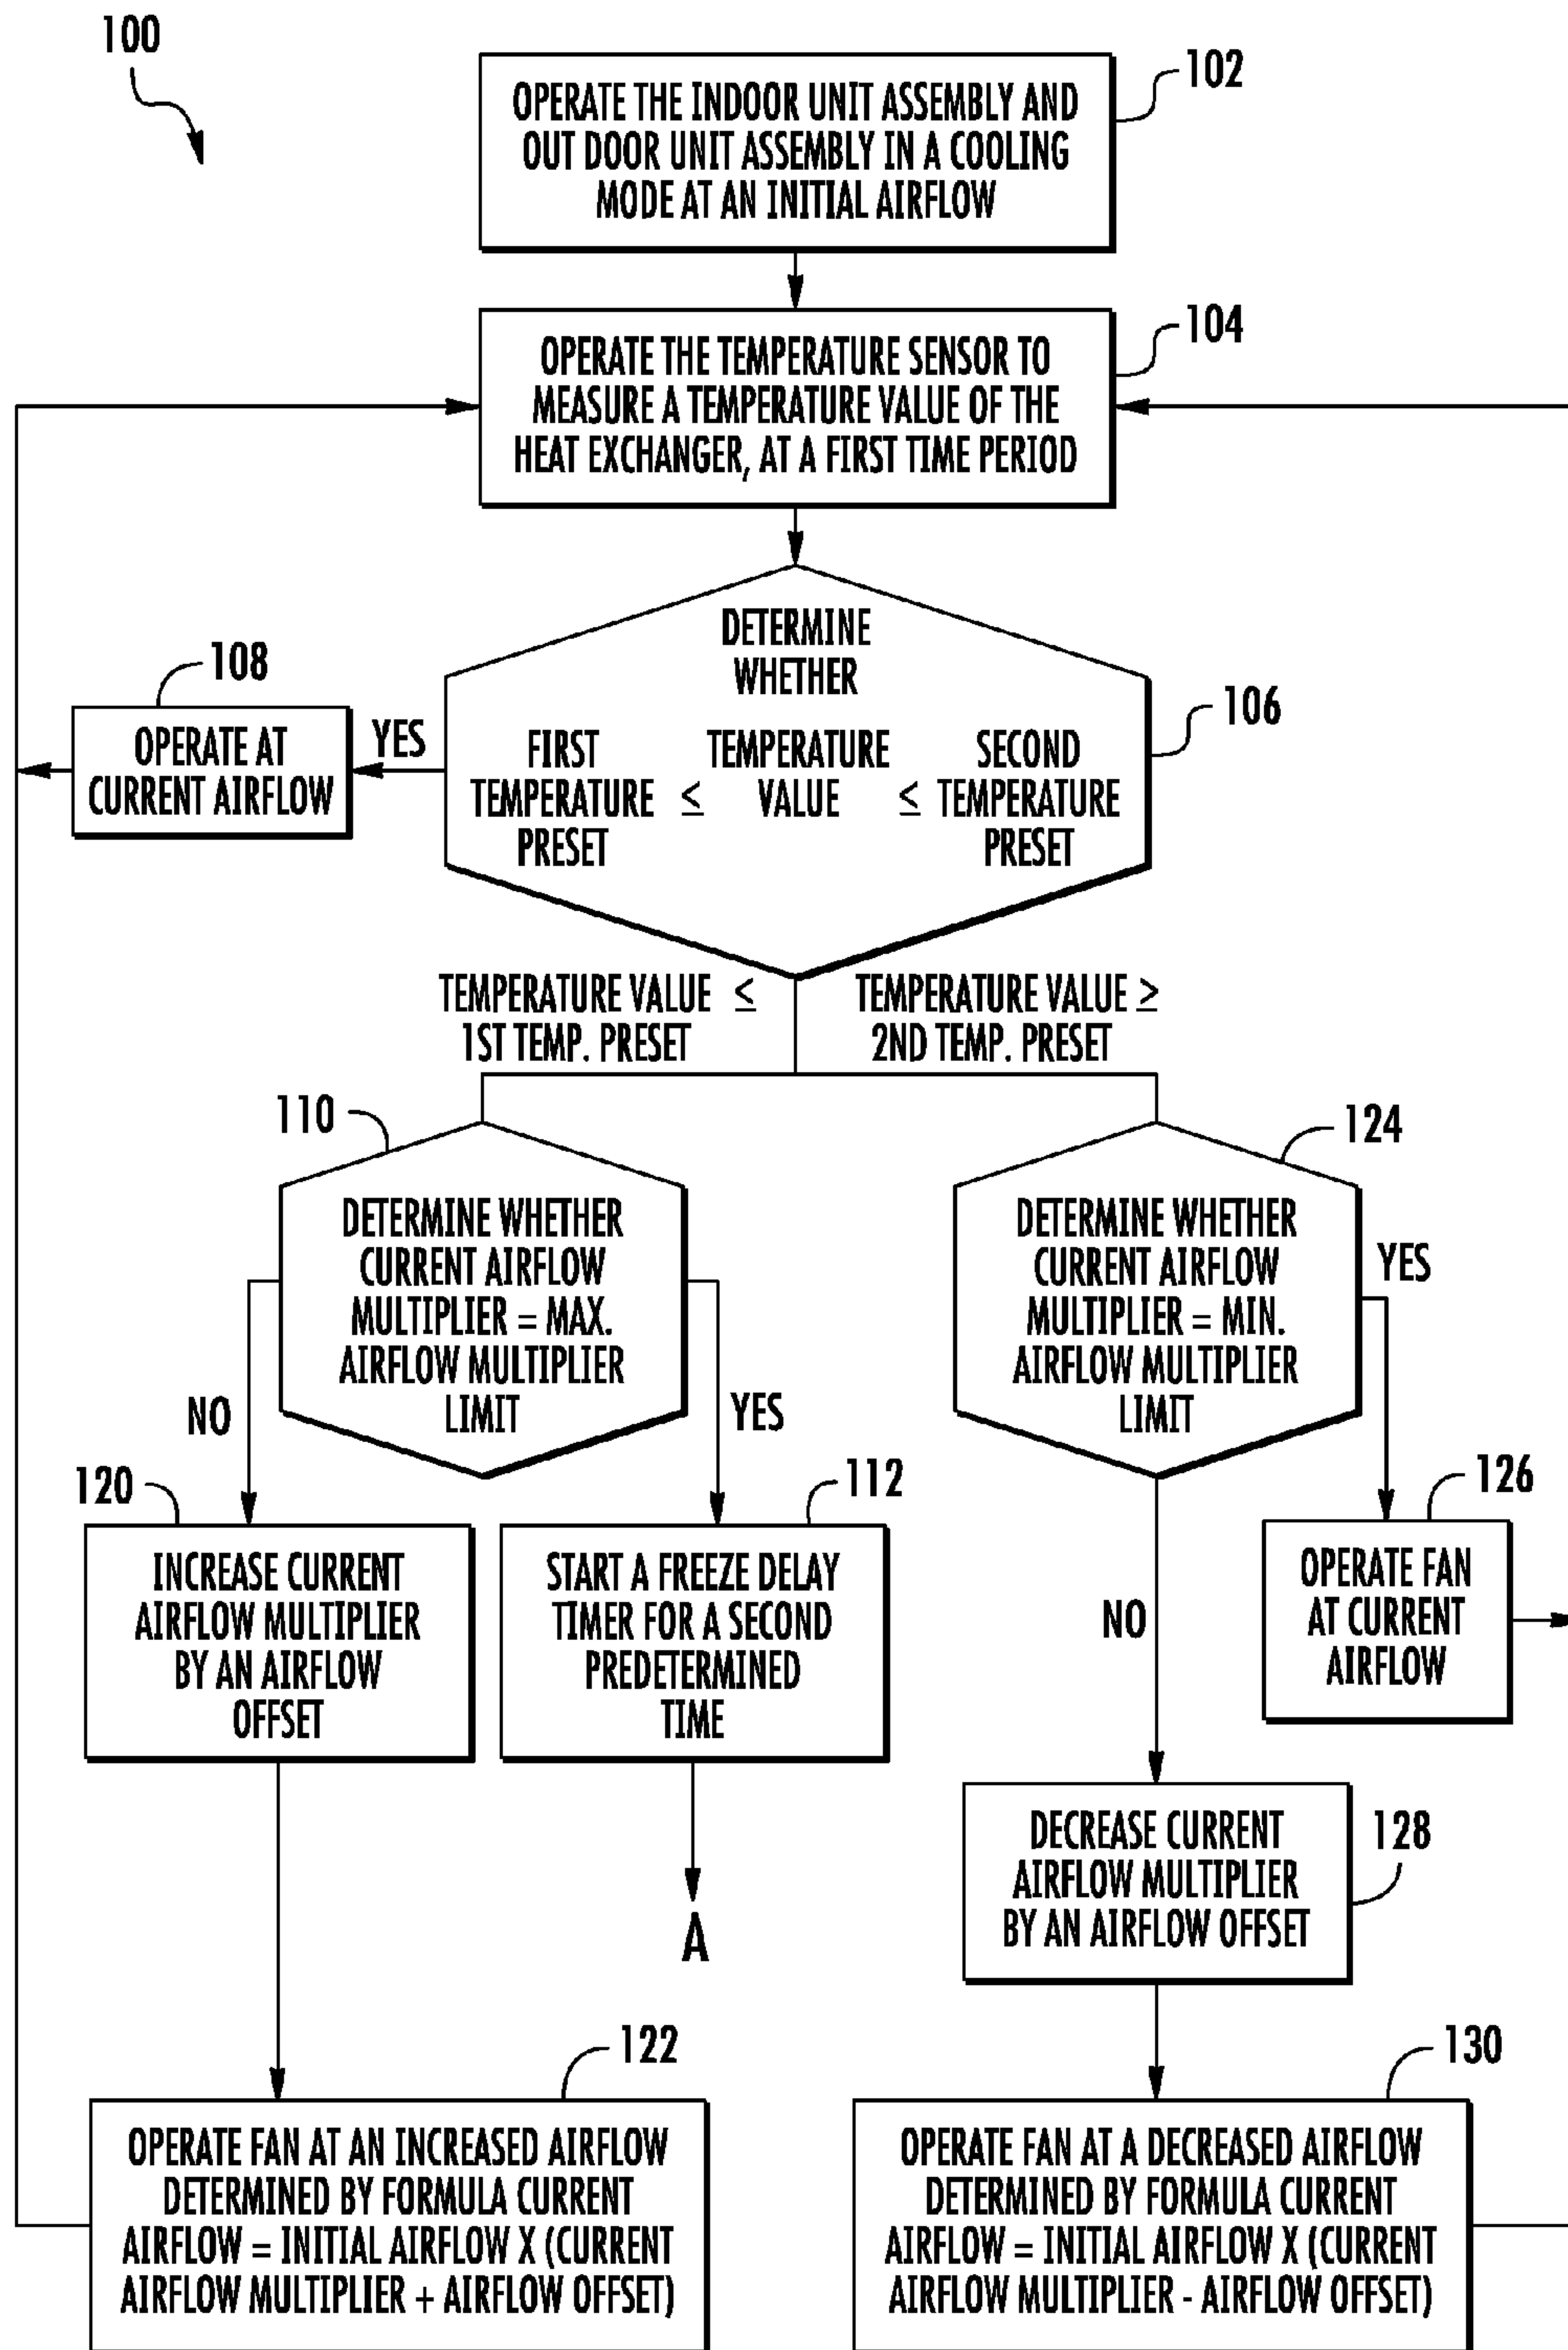 100
102
OPERATE THE INDOOR UNIT ASSEMBLY AND
OUT DOOR UNIT ASSEMBLY IN A COOLING
MODE AT AN INITIAL AIRFLOW
104
OPERATE THE TEMPERATURE SENSOR TO
MEASURE A TEMPERATURE VALUE OF THE
HEAT EXCHANGER, AT A FIRST TIME PERIOD
106
DETERMINE
WHETHER
FIRST TEMPERATURE SECOND
TEMPERATURE ≤ VALUE ≤ TEMPERATURE
PRESET PRESET
108
YES
OPERATE AT
CURRENT AIRFLOW
TEMPERATURE VALUE ≤
1ST TEMP. PRESET
TEMPERATURE VALUE ≥
2ND TEMP. PRESET
110
DETERMINE WHETHER
CURRENT AIRFLOW
MULTIPLIER = MAX.
AIRFLOW MULTIPLIER
LIMIT
NO
YES
124
DETERMINE WHETHER
CURRENT AIRFLOW
MULTIPLIER = MIN.
AIRFLOW MULTIPLIER
LIMIT
YES
NO
120
INCREASE CURRENT
AIRFLOW MULTIPLIER
BY AN AIRFLOW
OFFSET
112
START A FREEZE DELAY
TIMER FOR A SECOND
PREDETERMINED
TIME
A
126
OPERATE FAN
AT CURRENT
AIRFLOW
128
DECREASE CURRENT
AIRFLOW MULTIPLIER
BY AN AIRFLOW OFFSET
122
OPERATE FAN AT AN INCREASED AIRFLOW
DETERMINED BY FORMULA CURRENT
AIRFLOW = INITIAL AIRFLOW X (CURRENT
AIRFLOW MULTIPLIER + AIRFLOW OFFSET)
130
OPERATE FAN AT A DECREASED AIRFLOW
DETERMINED BY FORMULA CURRENT
AIRFLOW = INITIAL AIRFLOW X (CURRENT
AIRFLOW MULTIPLIER - AIRFLOW OFFSET)